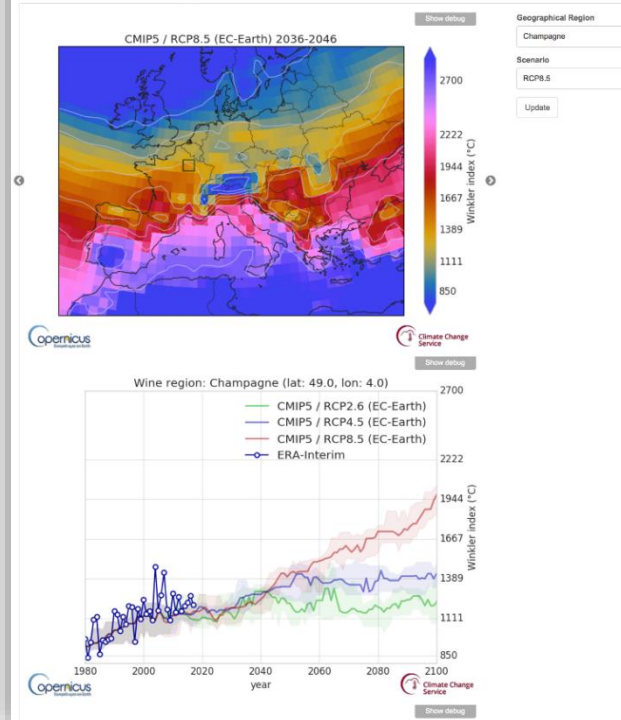 Show debug
Geographical Region
Champagne
Scenario
RCP8.5
Update
CMIP5 / RCP8.5 (EC-Earth) 2036-2046
2700
2222
1944
1667
1389
1111
850
Winkler index (°C)
opernicus
Climate Change
Service
Show debug
Wine region: Champagne (lat: 49.0, lon: 4.0)
CMIP5 / RCP2.6 (EC-Earth)
CMIP5 / RCP4.5 (EC-Earth)
CMIP5 / RCP8.5 (EC-Earth)
ERA-Interim
2700
2222
1944
1667
1389
1111
850
Winkler index (°C)
1980 2000 2020 2040 2060 2080 2100
year
opernicus
Climate Change
Service
Show debug